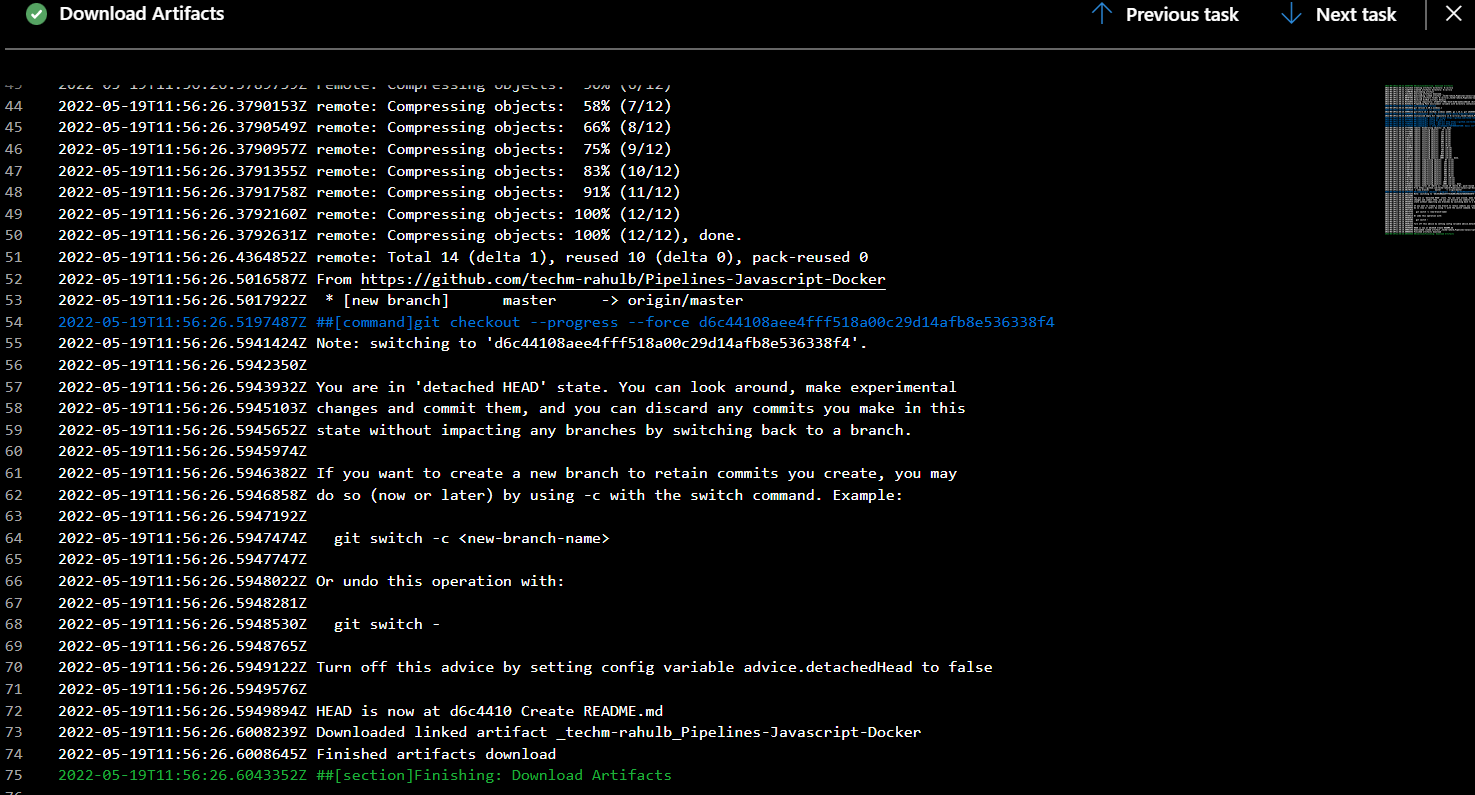 Download Artifacts
Previous task
Next task
44 2022-05-19T11:56:26.3790153Z remote: Compressing objects:  58% (7/12)
45 2022-05-19T11:56:26.3790549Z remote: Compressing objects:  66% (8/12)
46 2022-05-19T11:56:26.3790957Z remote: Compressing objects:  75% (9/12)
47 2022-05-19T11:56:26.3791355Z remote: Compressing objects:  83% (10/12)
48 2022-05-19T11:56:26.3791758Z remote: Compressing objects:  91% (11/12)
49 2022-05-19T11:56:26.3792160Z remote: Compressing objects: 100% (12/12)
50 2022-05-19T11:56:26.3792631Z remote: Compressing objects: 100% (12/12), done.
51 2022-05-19T11:56:26.4364852Z remote: Total 14 (delta 1), reused 10 (delta 0), pack-reused 0
52 2022-05-19T11:56:26.5016587Z From https://github.com/techm-rahulb/Pipelines-Javascript-Docker
53 2022-05-19T11:56:26.5017922Z  * [new branch]      master     -> origin/master
54 2022-05-19T11:56:26.5197487Z ##[command]git checkout --progress --force d6c44108aee4fff518a00c29d14afb8e536338f4
55 2022-05-19T11:56:26.5941424Z Note: switching to 'd6c44108aee4fff518a00c29d14afb8e536338f4'.
56 2022-05-19T11:56:26.5942350Z
57 2022-05-19T11:56:26.5943932Z You are in 'detached HEAD' state. You can look around, make experimental
58 2022-05-19T11:56:26.5945103Z changes and commit them, and you can discard any commits you make in this
59 2022-05-19T11:56:26.5945652Z state without impacting any branches by switching back to a branch.
60 2022-05-19T11:56:26.5945974Z
61 2022-05-19T11:56:26.5946382Z If you want to create a new branch to retain commits you create, you may
62 2022-05-19T11:56:26.5946858Z do so (now or later) by using -c with the switch command. Example:
63 2022-05-19T11:56:26.5947192Z
64 2022-05-19T11:56:26.5947474Z   git switch -c <new-branch-name>
65 2022-05-19T11:56:26.5947747Z
66 2022-05-19T11:56:26.5948022Z Or undo this operation with:
67 2022-05-19T11:56:26.5948281Z
68 2022-05-19T11:56:26.5948530Z   git switch -
69 2022-05-19T11:56:26.5948765Z
70 2022-05-19T11:56:26.5949122Z Turn off this advice by setting config variable advice.detachedHead to false
71 2022-05-19T11:56:26.5949576Z
72 2022-05-19T11:56:26.5949894Z HEAD is now at d6c4410 Create README.md
73 2022-05-19T11:56:26.6008239Z Downloaded linked artifact _techm-rahulb_Pipelines-Javascript-Docker
74 2022-05-19T11:56:26.6008645Z Finished artifacts download
75 2022-05-19T11:56:26.6043352Z ##[section]Finishing: Download Artifacts